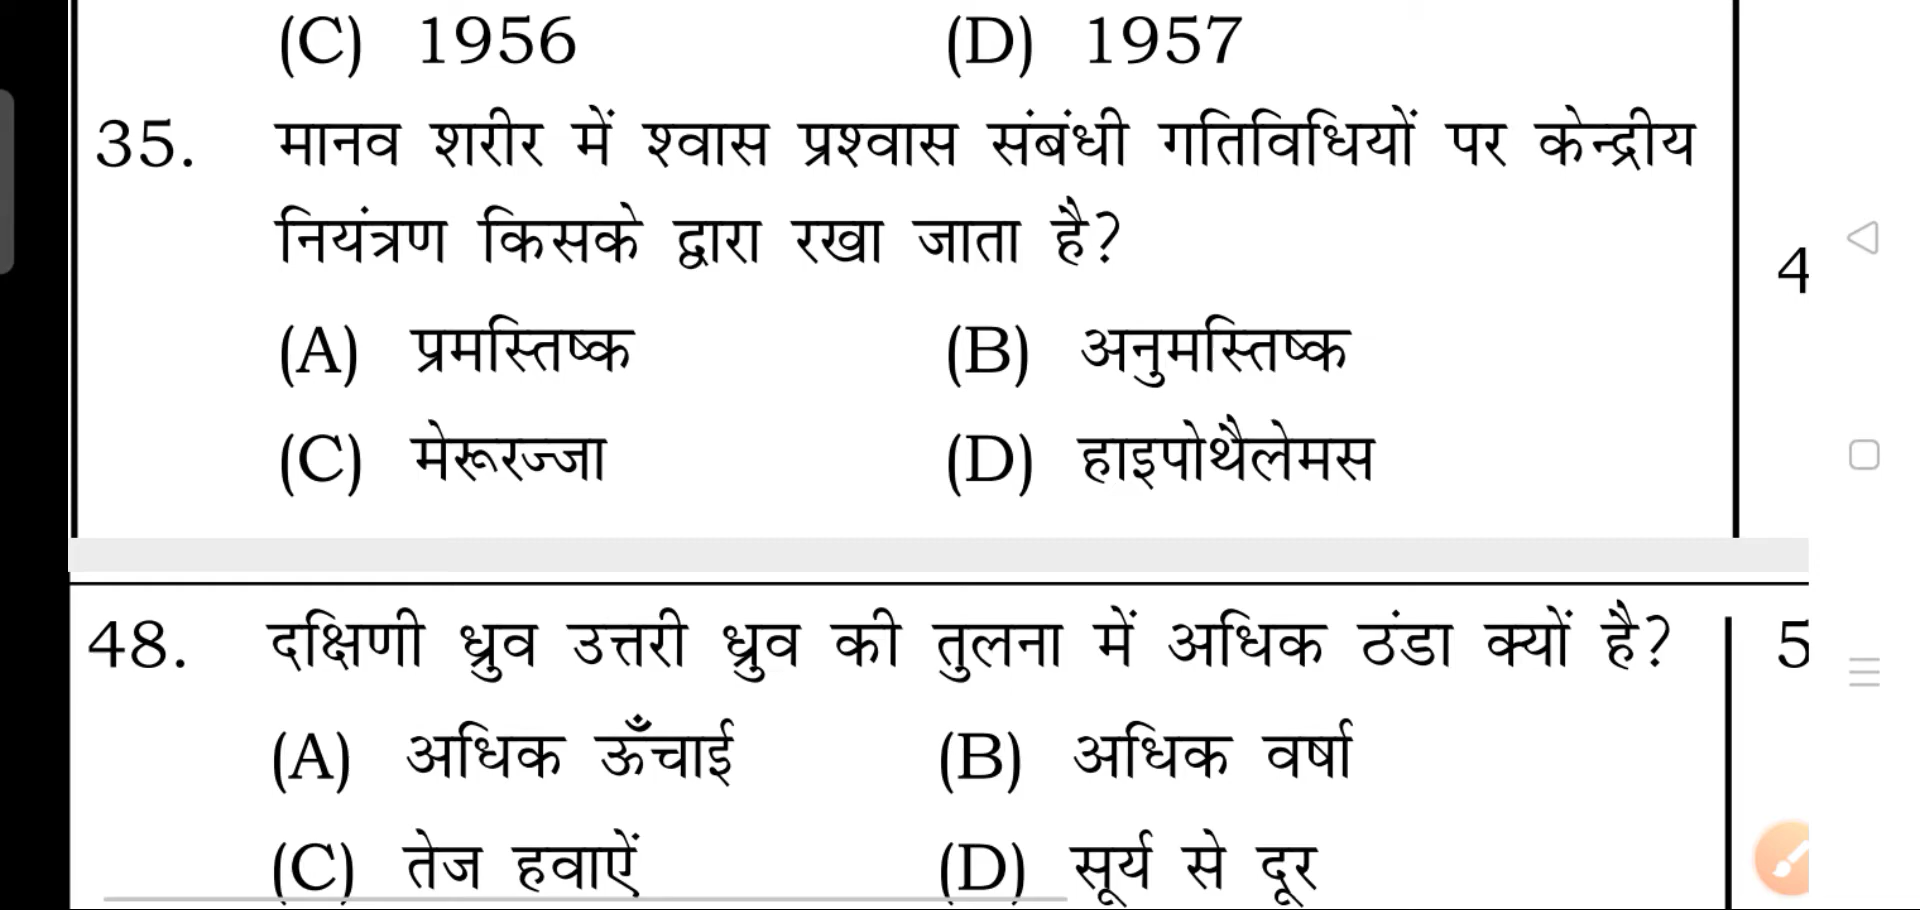 (C) 1956 (D) 1957
35. मानव शरीर में श्वास प्रश्वास संबंधी गतिविधियों पर केन्द्रीय
नियंत्रण किसके द्वारा रखा जाता है?
4
(A) प्रमस्तिष्क (B) अनुमस्तिष्क
(C) मेरूरज्जा (D) हाइपोथैलेमस
48. दक्षिणी ध्रुव उत्तरी ध्रुव की तुलना में अधिक ठंडा क्यों है? 5
(A) अधिक ऊँचाई (B) अधिक वर्षा
(C) तेज हवाऐं (D) सूर्य से दूर